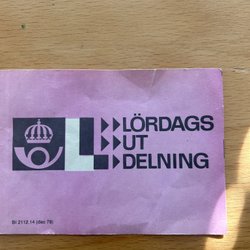 L
LÖRDAGS
UT
DELNING
Bl 2112.14 (dec 78)